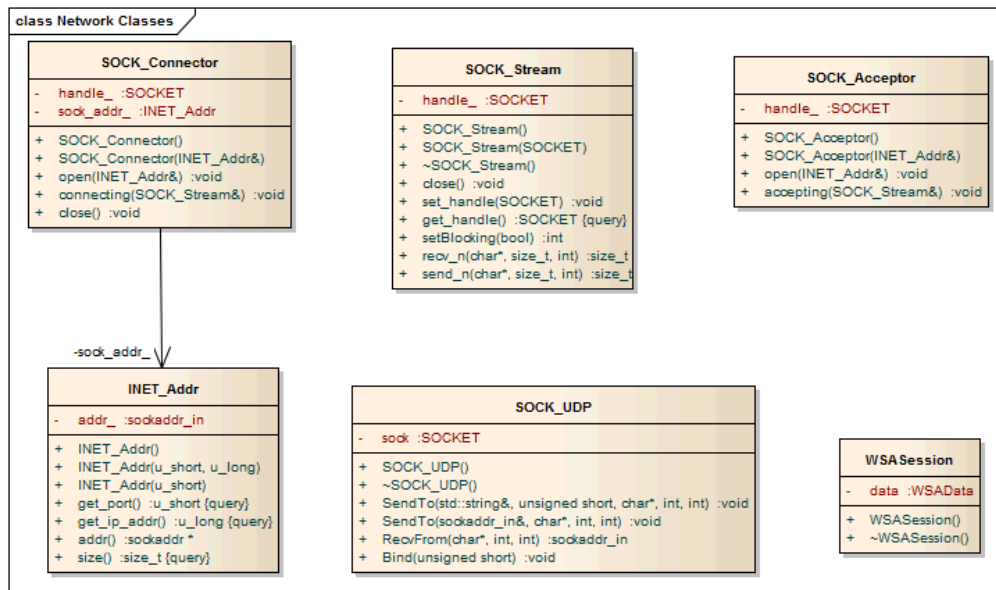 class Network Classes
SOCK_Connector
- handle_ :SOCKET
- sock_addr_ :INET_Addr
+ SOCK_Connector()
+ SOCK_Connector(INET_Addr&)
+ open(INET_Addr&) :void
+ connecting(SOCK_Stream&) :void
+ close() :void
SOCK_Stream
- handle_ :SOCKET
+ SOCK_Stream()
+ SOCK_Stream(SOCKET)
+ ~SOCK_Stream()
+ close() :void
+ set_handle(SOCKET) :void
+ get_handle() :SOCKET {query}
+ setBlocking(bool) :int
+ recv_n(char*, size_t, int) :size_t
+ send_n(char*, size_t, int) :size_t
SOCK_Acceptor
- handle_ :SOCKET
+ SOCK_Acceptor()
+ SOCK_Acceptor(INET_Addr&)
+ open(INET_Addr&) :void
+ accepting(SOCK_Stream&) :void
-sock_addr_
INET_Addr
- addr_ :sockaddr_in
+ INET_Addr()
+ INET_Addr(u_short, u_long)
+ INET_Addr(u_short)
+ get_port() :u_short {query}
+ get_ip_addr() :u_long {query}
+ addr() :sockaddr *
+ size() :size_t {query}
SOCK_UDP
- sock :SOCKET
+ SOCK_UDP()
+ ~SOCK_UDP()
+ SendTo(std::string&, unsigned short, char*, int, int) :void
+ SendTo(sockaddr_in&, char*, int, int) :void
+ RecvFrom(char*, int, int) :sockaddr_in
+ Bind(unsigned short) :void
WSASession
- data :WSAData
+ WSASession()
+ ~WSASession()